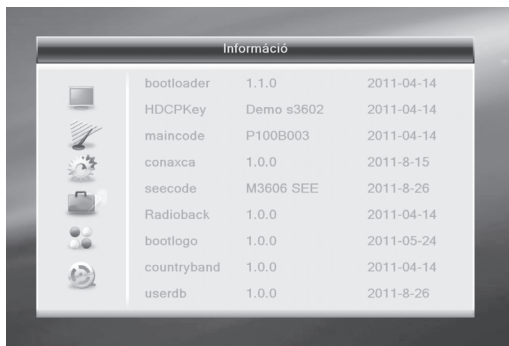 Információ
bootloader 1.1.0 2011-04-14
HDCPKey Demo s3602 2011-04-14
maincode P100B003 2011-04-14
conaxca 1.0.0 2011-8-15
seecode M3606 SEE 2011-8-26
Radioback 1.0.0 2011-04-14
bootlogo 1.0.0 2011-05-24
countryband 1.0.0 2011-04-14
userdb 1.0.0 2011-8-26